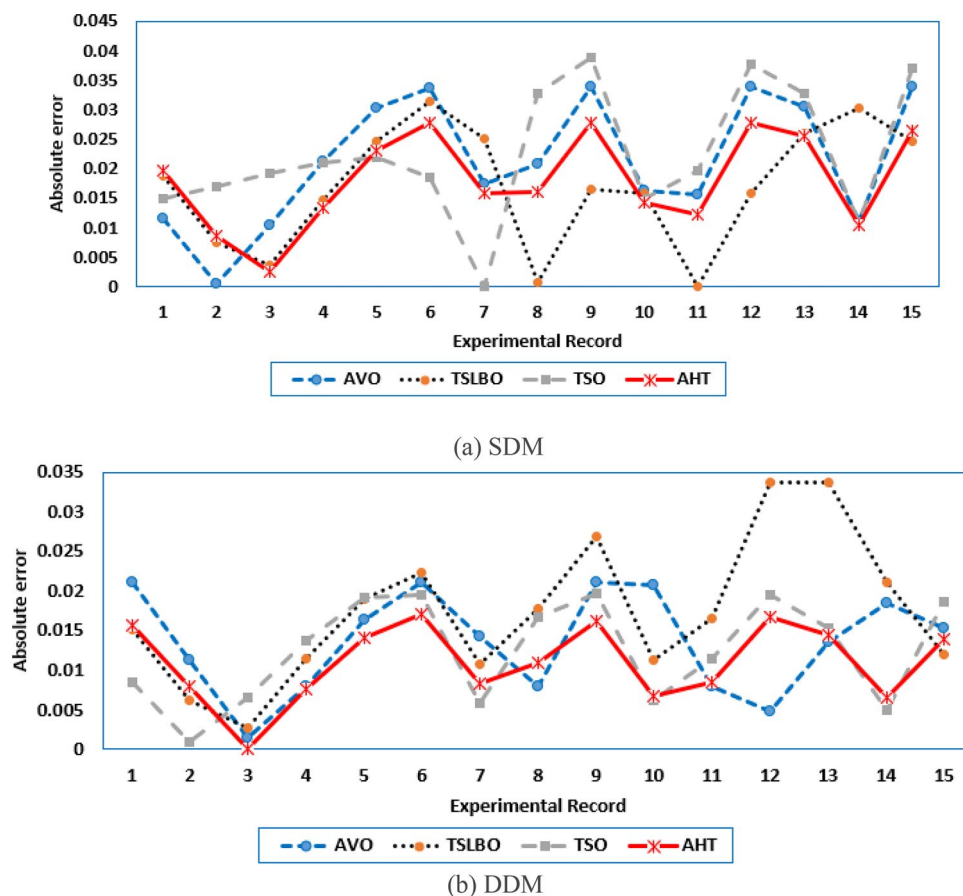 0.045
0.04
0.035
0.03
0.025
0.02
0.015
0.01
0.005
0
Absolute error
1 2 3 4 5 6 7 8 9 10 11 12 13 14 15
Experimental Record
AVO TSLBO TSO AHT
(a) SDM
0.035
0.03
0.025
0.02
0.015
0.01
0.005
0
Absolute error
1 2 3 4 5 6 7 8 9 10 11 12 13 14 15
Experimental Record
AVO TSLBO TSO AHT
(b) DDM